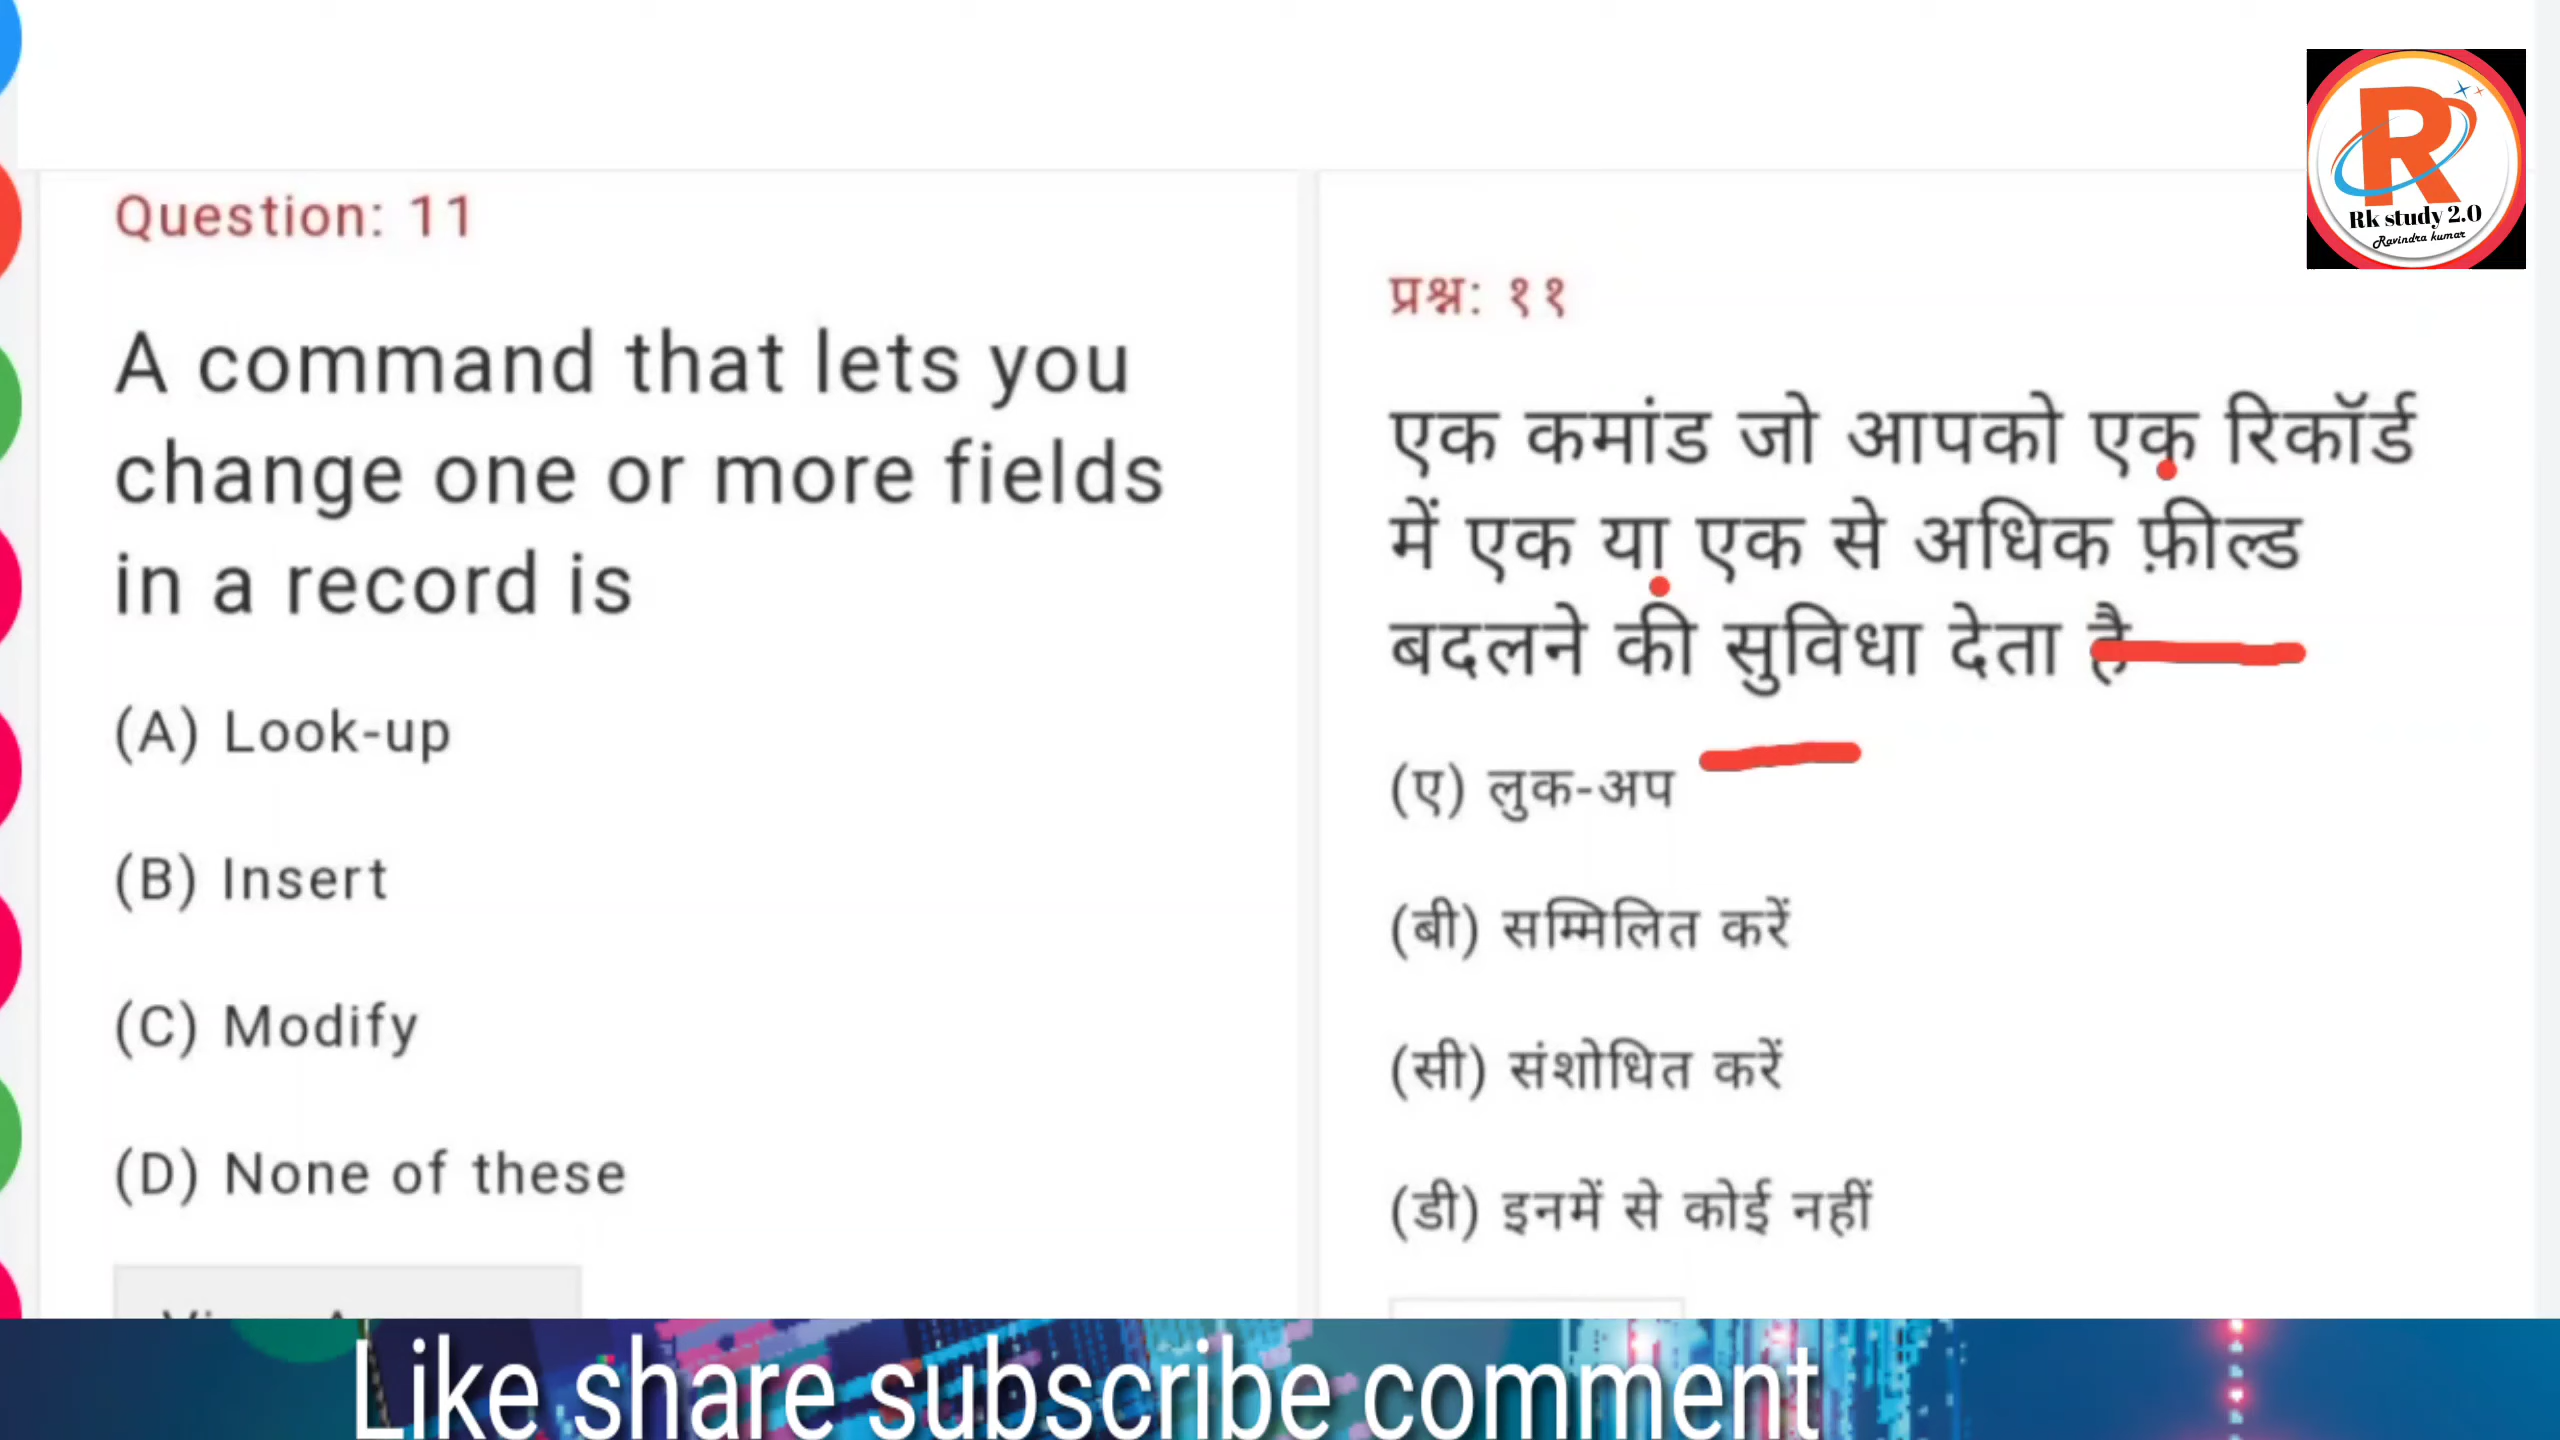 Question: 11
A command that lets you
change one or more fields
in a record is
(A) Look-up
(B) Insert
(C) Modify
(D) None of these
Rk study 2.0
Ravindra kumar
प्रश्न: ११
एक कमांड जो आपको एक रिकॉर्ड
में एक या एक से अधिक फ़ील्ड
बदलने की सुविधा देता है
(ए) लुक-अप
(बी) सम्मिलित करें
(सी) संशोधित करें
(डी) इनमें से कोई नहीं
Like share subscribe comment